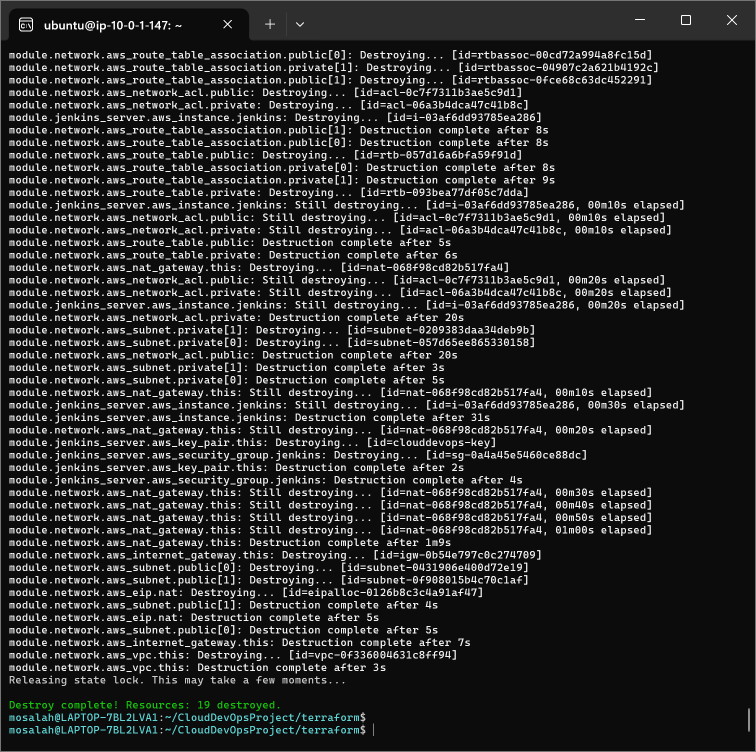 ubuntu@ip-10-0-1-147: ~
module.network.aws_route_table_association.public[0]: Destroying... [id=rtbassoc-00cd72a994a8fc15d]
module.network.aws_route_table_association.private[1]: Destroying... [id=rtbassoc-04907c2a621b4192c]
module.network.aws_route_table_association.public[1]: Destroying... [id=rtbassoc-0fce68c63dc452291]
module.network.aws_network_acl.public: Destroying... [id=acl-0c7f7311b3ae5c9d1]
module.network.aws_network_acl.private: Destroying... [id=acl-06a3b4dca47c41b8c]
module.jenkins_server.aws_instance.jenkins: Destroying... [id=i-03af6dd93785ea286]
module.network.aws_route_table_association.public[1]: Destruction complete after 8s
module.network.aws_route_table_association.public[0]: Destruction complete after 8s
module.network.aws_route_table.public: Destroying... [id=rtb-057d16a6bfa59f91d]
module.network.aws_route_table_association.private[0]: Destruction complete after 8s
module.network.aws_route_table_association.private[1]: Destruction complete after 9s
module.network.aws_route_table.private: Destroying... [id=rtb-093bea77df05c7dda]
module.jenkins_server.aws_instance.jenkins: Still destroying... [id=i-03af6dd93785ea286, 00m10s elapsed]
module.network.aws_network_acl.public: Still destroying... [id=acl-0c7f7311b3ae5c9d1, 00m10s elapsed]
module.network.aws_network_acl.private: Still destroying... [id=acl-06a3b4dca47c41b8c, 00m10s elapsed]
module.network.aws_route_table.public: Destruction complete after 5s
module.network.aws_route_table.private: Destruction complete after 6s
module.network.aws_nat_gateway.this: Destroying... [id=nat-068f98cd82b517fa4]
module.network.aws_network_acl.public: Still destroying... [id=acl-0c7f7311b3ae5c9d1, 00m20s elapsed]
module.network.aws_network_acl.private: Still destroying... [id=acl-06a3b4dca47c41b8c, 00m20s elapsed]
module.jenkins_server.aws_instance.jenkins: Still destroying... [id=i-03af6dd93785ea286, 00m20s elapsed]
module.network.aws_network_acl.private: Destruction complete after 20s
module.network.aws_subnet.private[1]: Destroying... [id=subnet-0209383daa34deb9b]
module.network.aws_subnet.private[0]: Destroying... [id=subnet-057d65ee865330158]
module.network.aws_network_acl.public: Destruction complete after 20s
module.network.aws_subnet.private[1]: Destruction complete after 3s
module.network.aws_subnet.private[0]: Destruction complete after 5s
module.network.aws_nat_gateway.this: Still destroying... [id=nat-068f98cd82b517fa4, 00m10s elapsed]
module.jenkins_server.aws_instance.jenkins: Still destroying... [id=i-03af6dd93785ea286, 00m30s elapsed]
module.jenkins_server.aws_instance.jenkins: Destruction complete after 31s
module.network.aws_nat_gateway.this: Still destroying... [id=nat-068f98cd82b517fa4, 00m20s elapsed]
module.jenkins_server.aws_key_pair.this: Destroying... [id=clouddevops-key]
module.jenkins_server.aws_security_group.jenkins: Destroying... [id=sg-0a4a45e5460ce88dc]
module.jenkins_server.aws_key_pair.this: Destruction complete after 2s
module.jenkins_server.aws_security_group.jenkins: Destruction complete after 4s
module.network.aws_nat_gateway.this: Still destroying... [id=nat-068f98cd82b517fa4, 00m30s elapsed]
module.network.aws_nat_gateway.this: Still destroying... [id=nat-068f98cd82b517fa4, 00m40s elapsed]
module.network.aws_nat_gateway.this: Still destroying... [id=nat-068f98cd82b517fa4, 00m50s elapsed]
module.network.aws_nat_gateway.this: Still destroying... [id=nat-068f98cd82b517fa4, 01m00s elapsed]
module.network.aws_nat_gateway.this: Destruction complete after 1m9s
module.network.aws_internet_gateway.this: Destroying... [id=igw-0b54e797c0c274709]
module.network.aws_subnet.public[0]: Destroying... [id=subnet-0431906e400d72e19]
module.network.aws_subnet.public[1]: Destroying... [id=subnet-0f908015b4c70c1af]
module.network.aws_eip.nat: Destroying... [id=eipalloc-0126b8c3c4a91af47]
module.network.aws_subnet.public[1]: Destruction complete after 4s
module.network.aws_eip.nat: Destruction complete after 5s
module.network.aws_subnet.public[0]: Destruction complete after 5s
module.network.aws_internet_gateway.this: Destruction complete after 7s
module.network.aws_vpc.this: Destroying... [id=vpc-0f336004631c8ff94]
module.network.aws_vpc.this: Destruction complete after 3s
Releasing state lock. This may take a few moments...
Destroy complete! Resources: 19 destroyed.
mosalah@LAPTOP-7BL2LVA1:~/CloudDevOpsProject/terraform$
mosalah@LAPTOP-7BL2LVA1:~/CloudDevOpsProject/terraform$